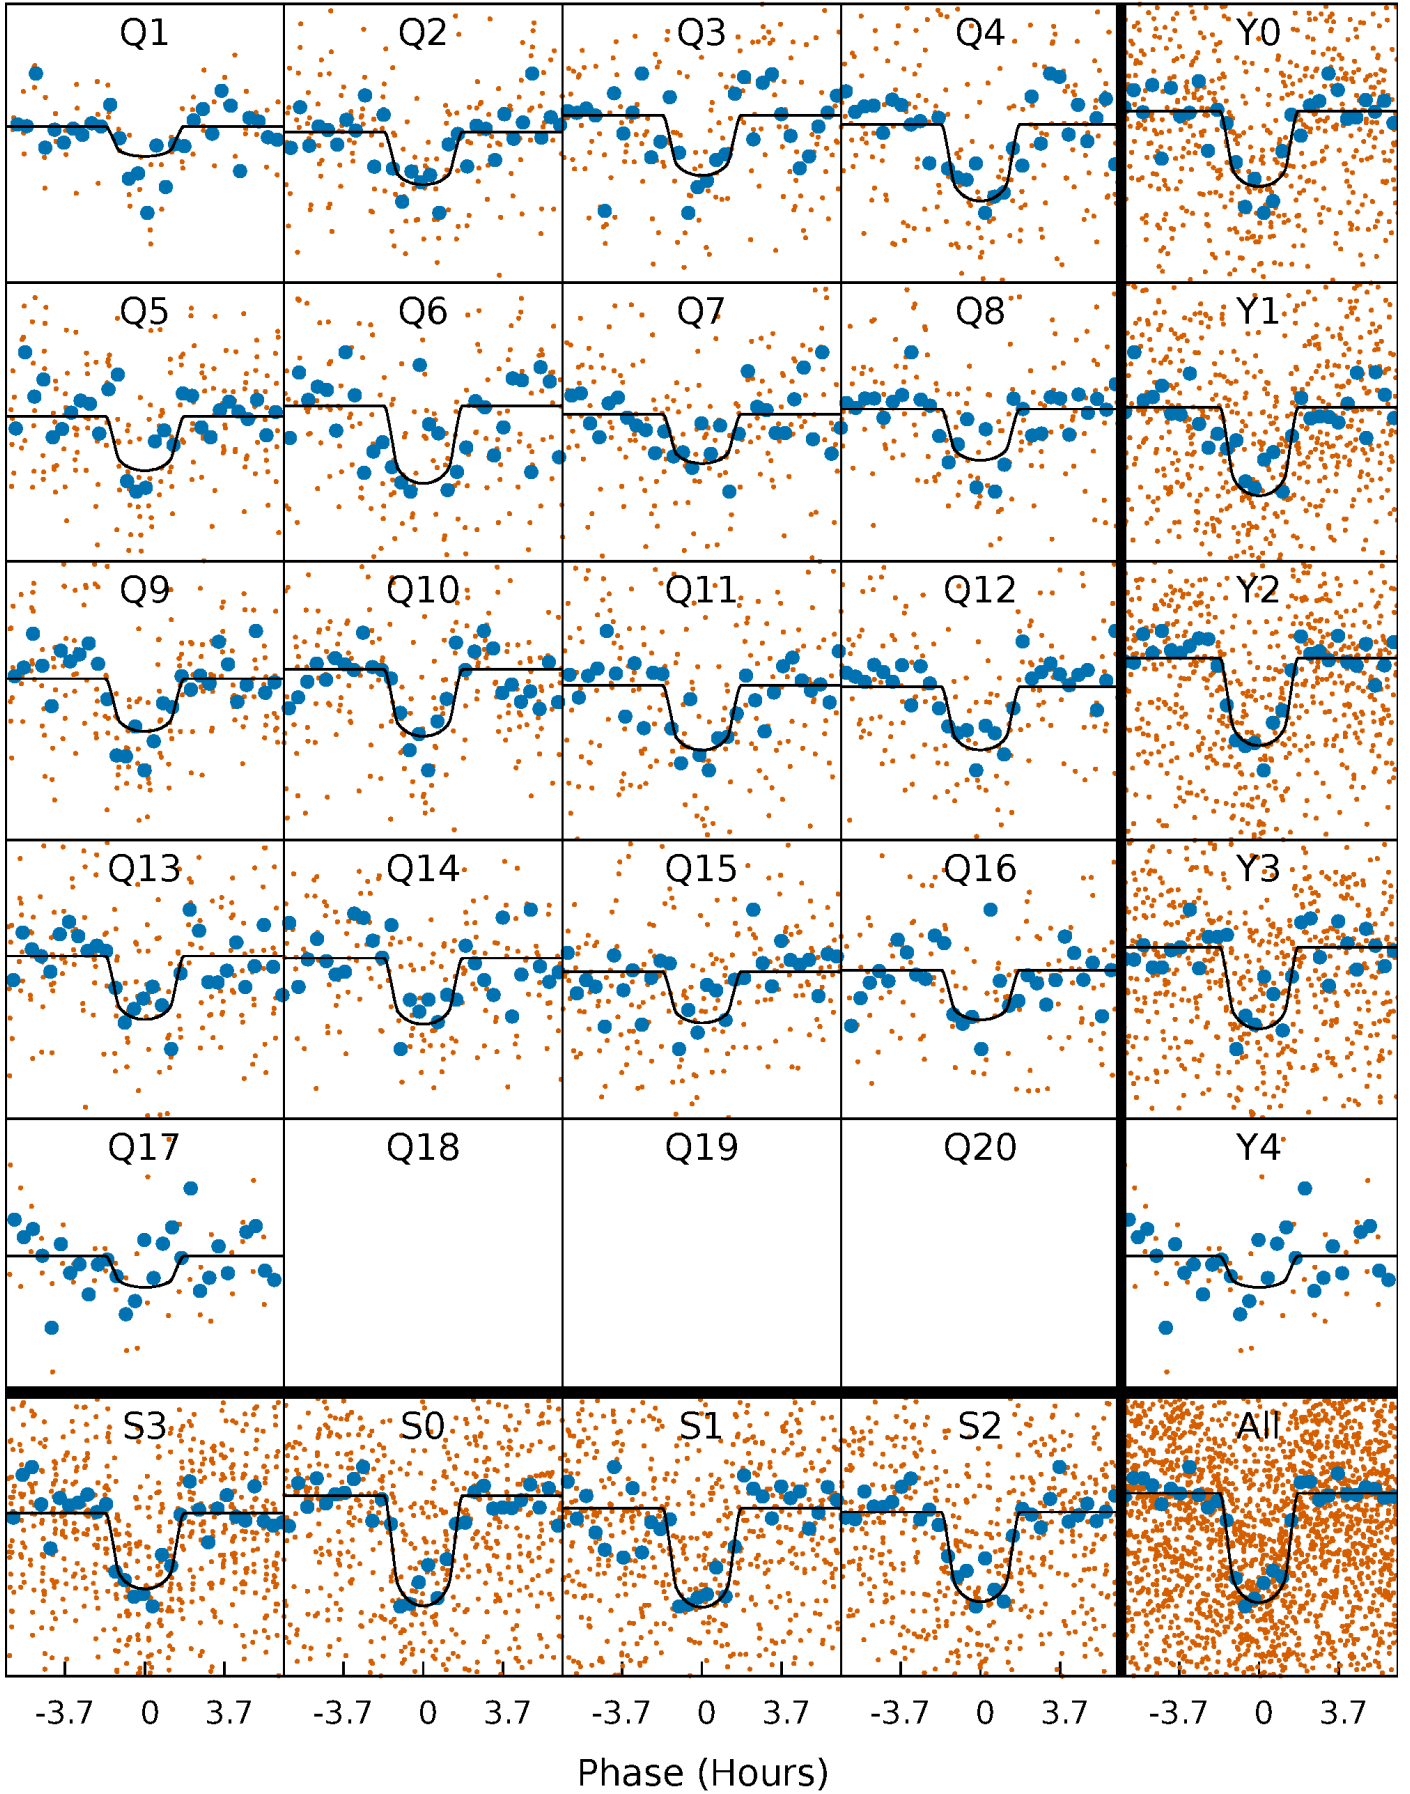 Q1 Q2 Q3 Q4 Y0
Q5 Q6 Q7 Q8 Y1
Q9 Q10 Q11 Q12 Y2
Q13 Q14 Q15 Q16 Y3
Q17 Q18 Q19 Q20 Y4
S3 S0 S1 S2 All
-3.7 0 3.7 -3.7 0 3.7 -3.7 0 3.7 -3.7 0 3.7 -3.7 0 3.7
Phase (Hours)